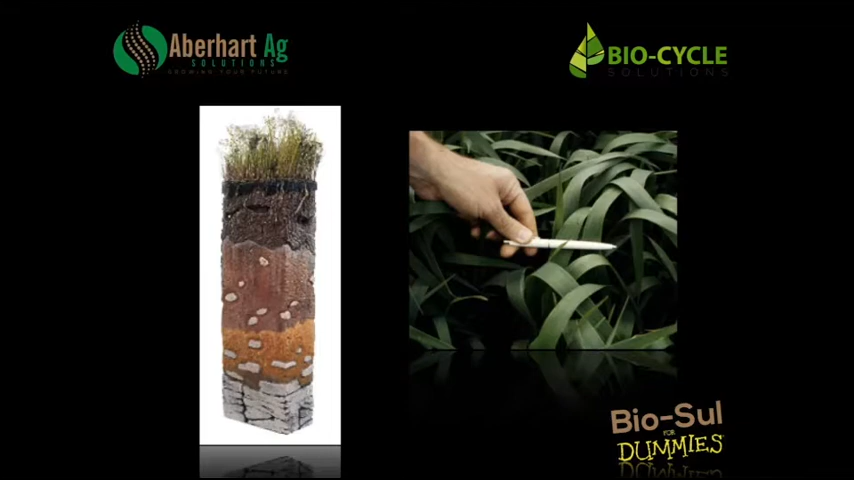 Aberhart Ag
SOLUTIONS
GROWING YOUR FUTURE
BIO-CYCLE
SOLUTIONS
Bio-Sul
FOR
DUMMIES